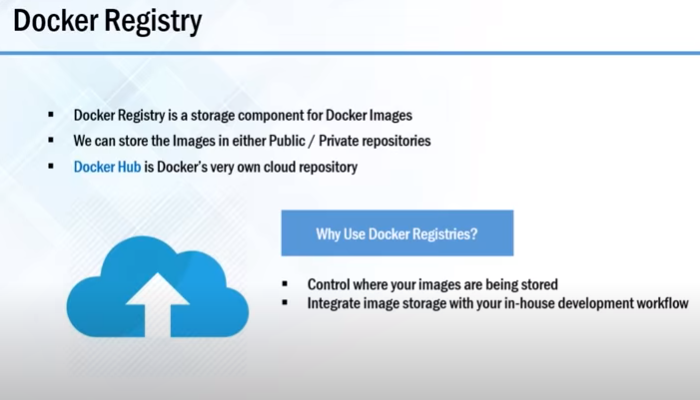 Docker Registry
▪ Docker Registry is a storage component for Docker Images
▪ We can store the Images in either Public / Private repositories
▪ Docker Hub is Docker's very own cloud repository
Why Use Docker Registries?
▪ Control where your images are being stored
▪ Integrate image storage with your in-house development workflow